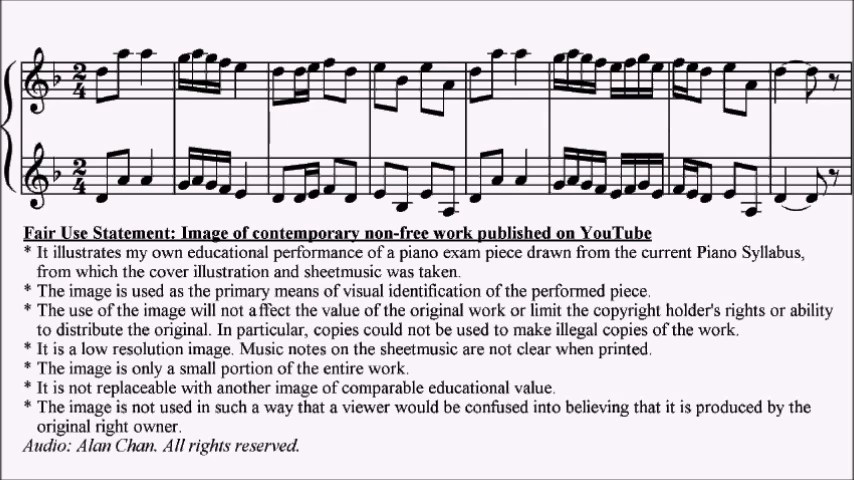 2
4
2
4
Fair Use Statement: Image of contemporary non-free work published on YouTube
* It illustrates my own educational performance of a piano exam piece drawn from the current Piano Syllabus,
from which the cover illustration and sheetmusic was taken.
* The image is used as the primary means of visual identification of the performed piece.
* The use of the image will not affect the value of the original work or limit the copyright holder's rights or ability
to distribute the original. In particular, copies could not be used to make illegal copies of the work.
* It is a low resolution image. Music notes on the sheetmusic are not clear when printed.
* The image is only a small portion of the entire work.
* It is not replaceable with another image of comparable educational value.
* The image is not used in such a way that a viewer would be confused into believing that it is produced by the
original right owner.
Audio: Alan Chan. All rights reserved.